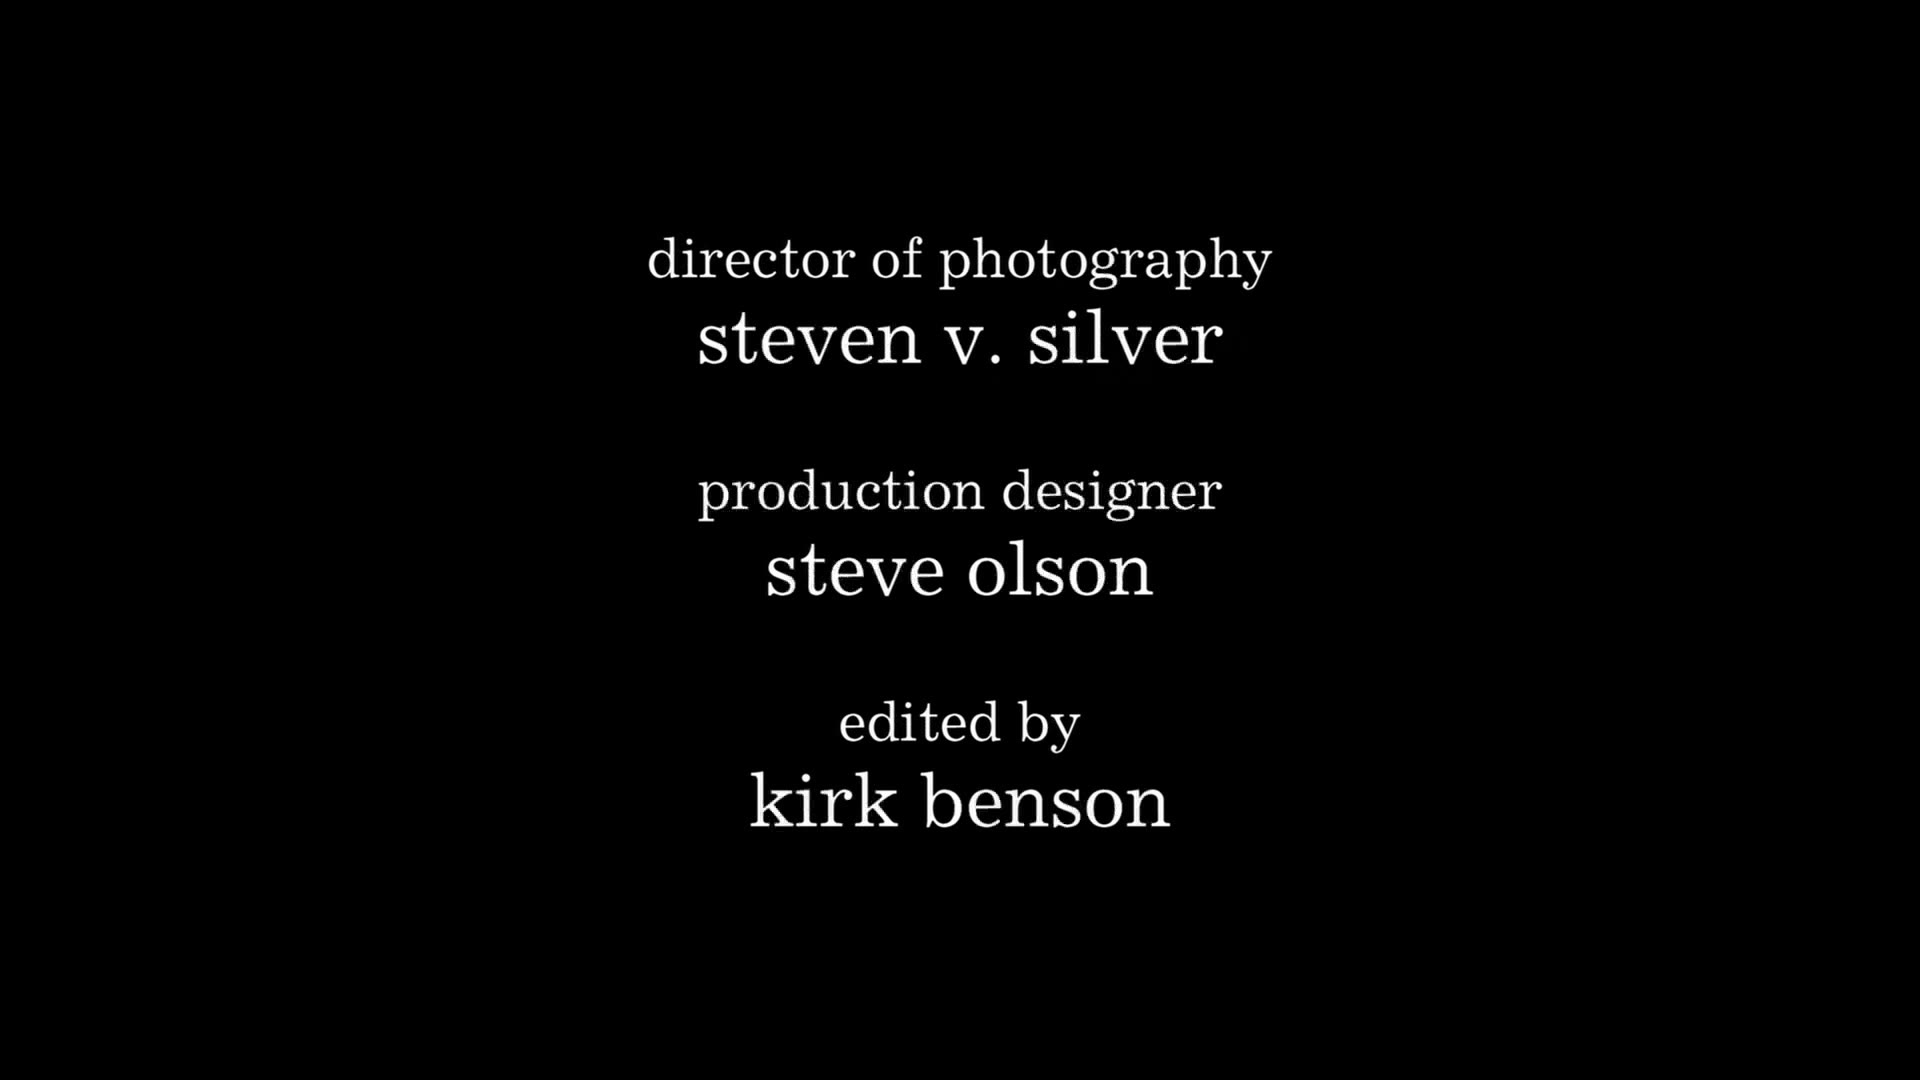 director of photography
steven v. silver
production designer
steve olson
edited by
kirk benson